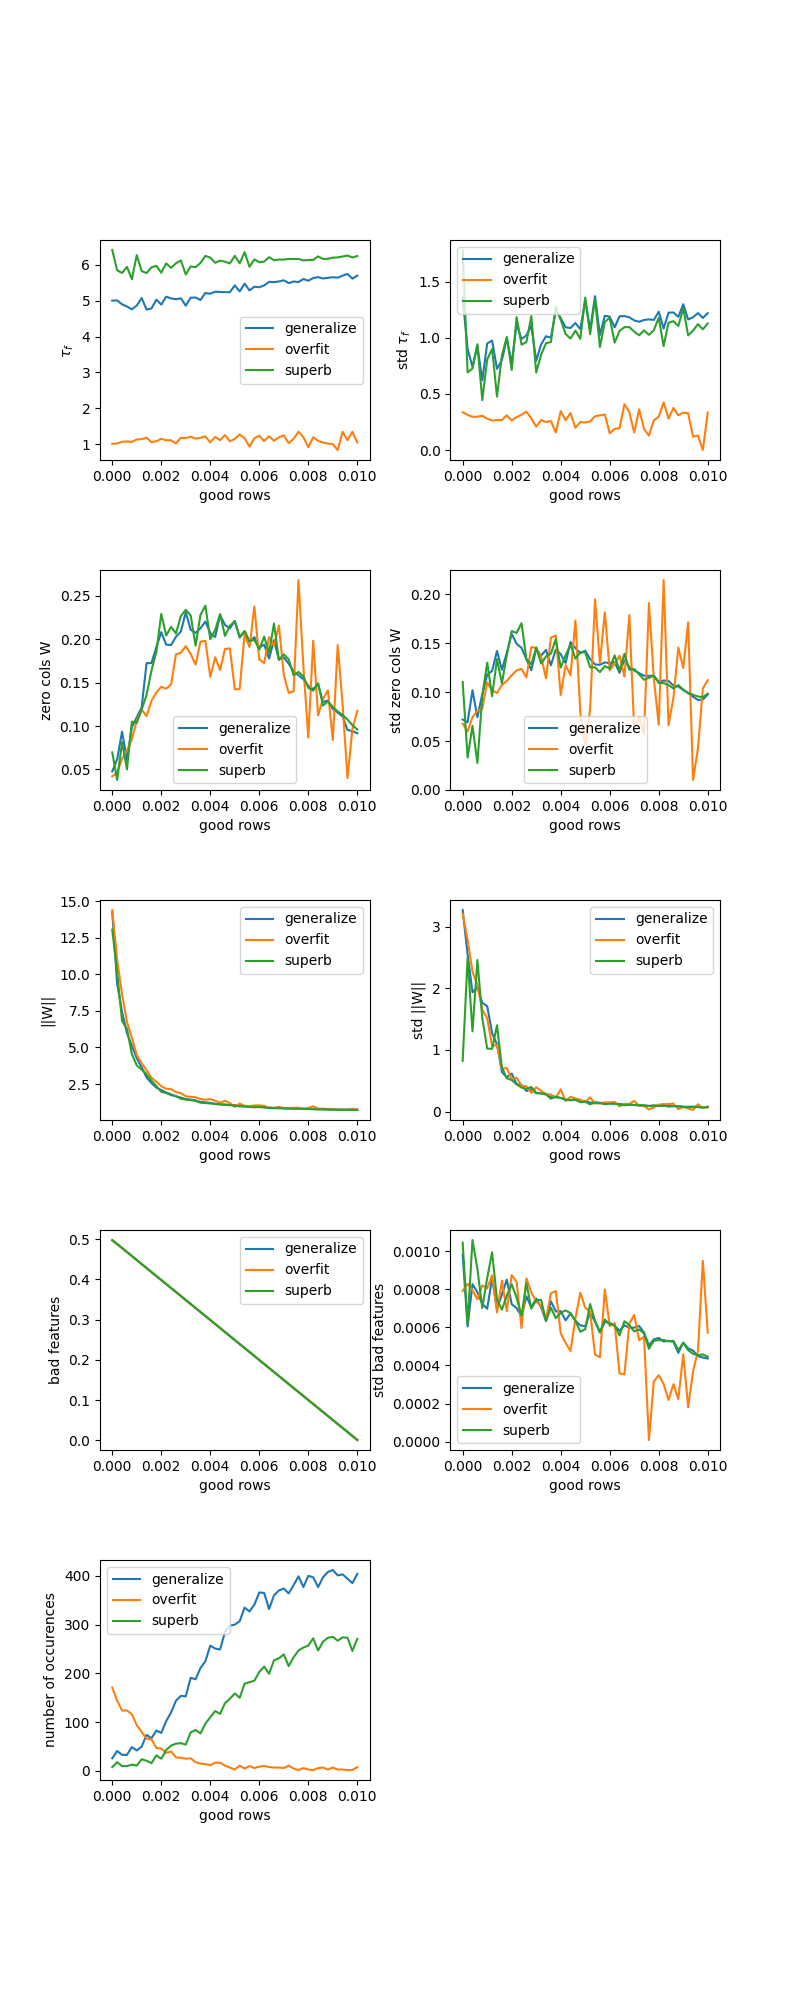 6
5
4
3
2
1
τf
generalize
overfit
superb
0.000 0.002 0.004 0.006 0.008 0.010
good rows
1.5
1.0
0.5
0.0
std τf
generalize
overfit
superb
0.000 0.002 0.004 0.006 0.008 0.010
good rows
0.25
0.20
0.15
0.10
0.05
zero cols W
generalize
overfit
superb
0.000 0.002 0.004 0.006 0.008 0.010
good rows
0.20
0.15
0.10
0.05
0.00
std zero cols W
generalize
overfit
superb
0.000 0.002 0.004 0.006 0.008 0.010
good rows
15.0
12.5
10.0
7.5
5.0
2.5
||W||
generalize
overfit
superb
0.000 0.002 0.004 0.006 0.008 0.010
good rows
3
2
1
0
std ||W||
generalize
overfit
superb
0.000 0.002 0.004 0.006 0.008 0.010
good rows
0.5
0.4
0.3
0.2
0.1
0.0
bad features
generalize
overfit
superb
0.000 0.002 0.004 0.006 0.008 0.010
good rows
0.0010
0.0008
0.0006
0.0004
0.0002
0.0000
std bad features
generalize
overfit
superb
0.000 0.002 0.004 0.006 0.008 0.010
good rows
400
300
200
100
0
number of occurences
generalize
overfit
superb
0.000 0.002 0.004 0.006 0.008 0.010
good rows